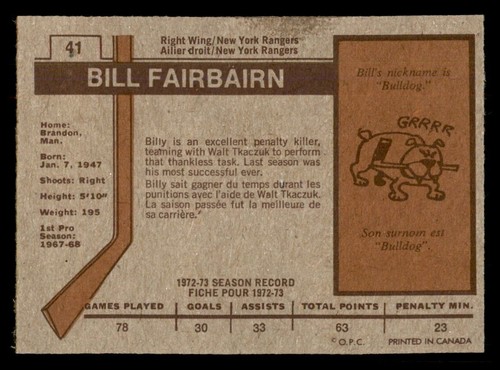 41
Right Wing/New York Rangers
Ailier droit/New York Rangers
BILL FAIRBAIRN
Home:
Brandon,
Man.
Born:
Jan. 7, 1947
Shoots: Right
Height: 5'10"
Weight: 195
1st Pro
Season:
1967-68
Billy is an excellent penalty killer,
teaming with Walt Tkaczuk to perform
that thankless task. Last season was
his most successful ever.
Billy sait gagner du temps durant les
punitions avec l'aide de Walt Tkaczuk.
La saison passée fut la meilleure de
sa carrière.
Bill's nickname is
"Bulldog."
GRRRR
Son surnom est
"Bulldog".
1972-73 SEASON RECORD
FICHE POUR 1972-73
GAMES PLAYED GOALS ASSISTS TOTAL POINTS PENALTY MIN.
78 30 33 63 23
© O.P.C. PRINTED IN CANADA